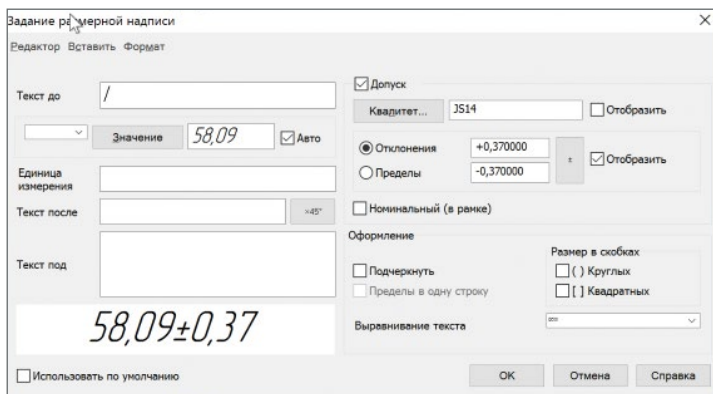 Задание размерной надписи
Редактор Вставить Формат
Текст до
/
Значение
58,09
Авто
Единица
измерения
Текст после
×45°
Текст под
58,09±0,37
Использовать по умолчанию
Допуск
Квалитет...
JS14
Отобразить
Отклонения
+0,370000
Пределы
-0,370000
±
Отобразить
Номинальный (в рамке)
Оформление
Подчеркнуть
Пределы в одну строку
Размер в скобках
( ) Круглых
[ ] Квадратных
Выравнивание текста
OK
Отмена
Справка